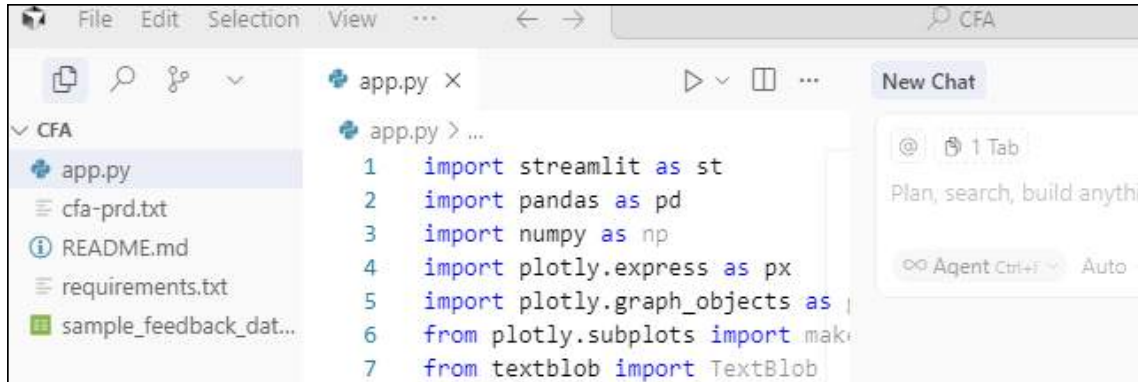 File Edit Selection View ··· ← → CFA
app.py × ···
New Chat
CFA
app.py
cfa-prd.txt
README.md
requirements.txt
sample_feedback_dat...
app.py > ...
1 import streamlit as st
2 import pandas as pd
3 import numpy as np
4 import plotly.express as px
5 import plotly.graph_objects as
6 from plotly.subplots import
7 from textblob import TextBlob
@ 1 Tab
Plan, search, build anythi
∞ Agent Auto